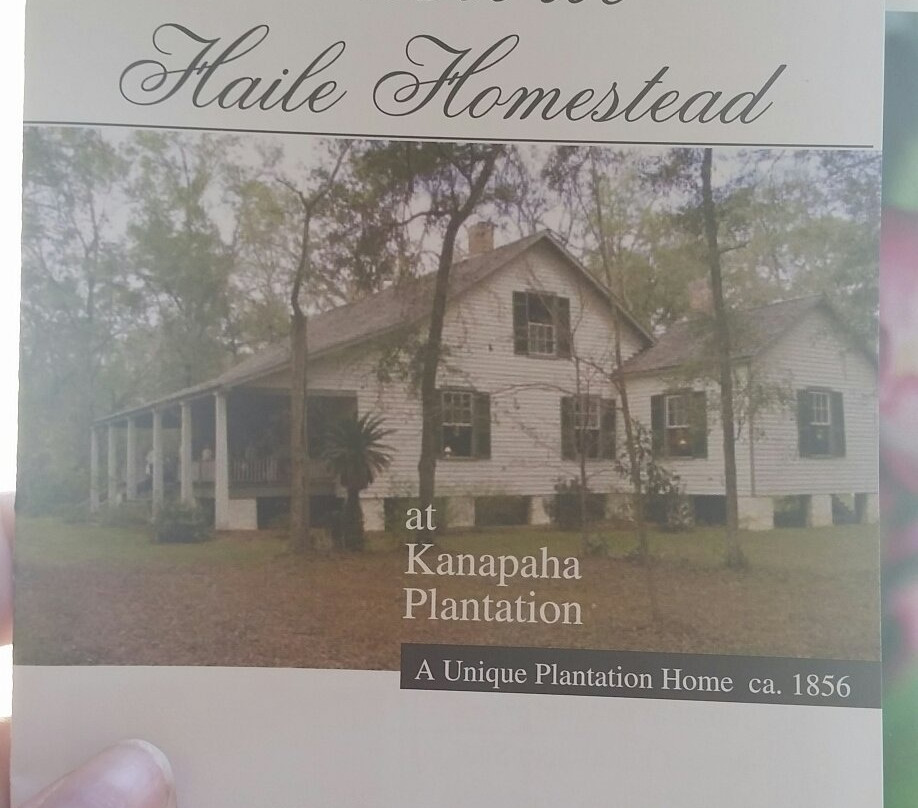 Haile Homestead
at
Kanapaha
Plantation
A Unique Plantation Home ca. 1856